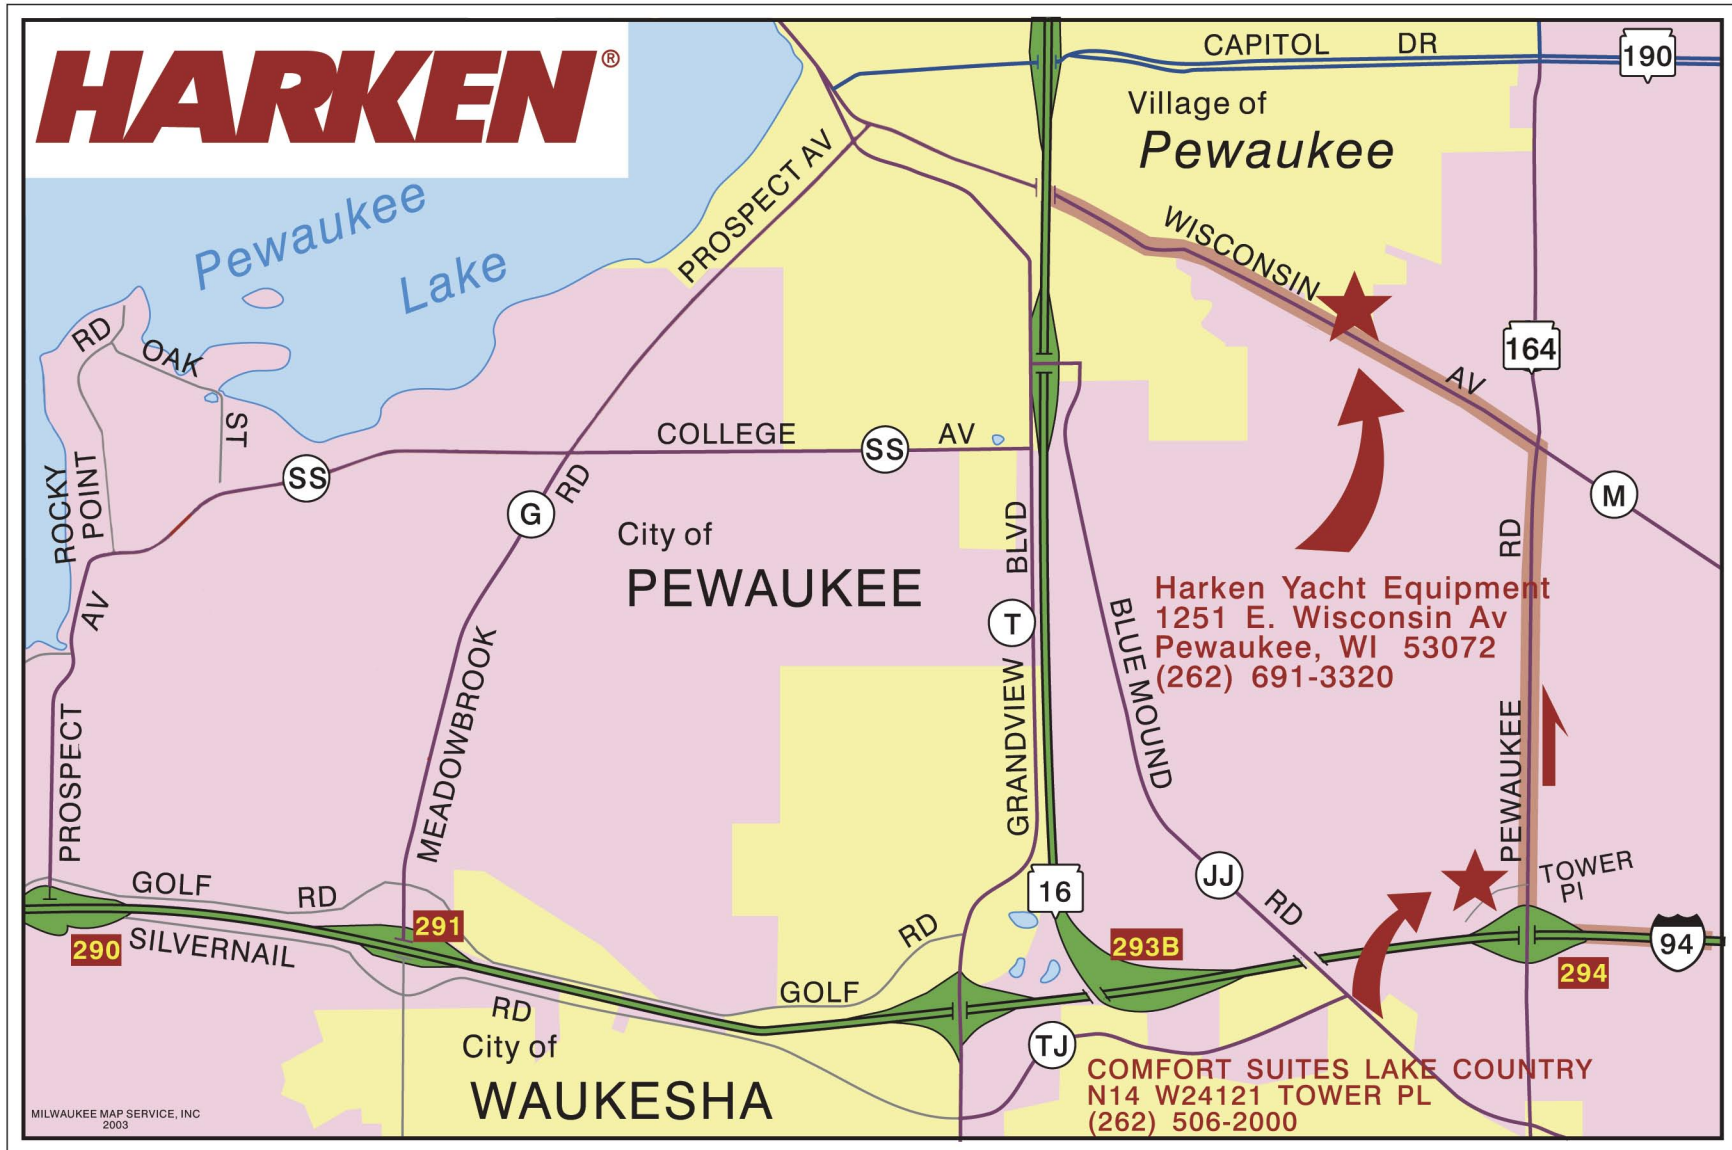 HARKEN®
CAPITOL DR
190
Village of
Pewaukee
Pewaukee
Lake
PROSPECT AV
WISCONSIN
AV
164
RD
OAK
ST
ROCKY
POINT
SS
COLLEGE
SS
AV
G
RD
M
City of
PEWAUKEE
BLVD
T
GRANDVIEW
RD
PEWAUKEE
Harken Yacht Equipment
1251 E. Wisconsin Av
Pewaukee, WI 53072
(262) 691-3320
BLUE MOUND
AV
PROSPECT
MEADOWBROOK
JJ
RD
16
TOWER
Pl
GOLF
RD
291
290
SILVERNAIL
RD
RD
GOLF
293B
94
294
City of
WAUKESHA
TJ
COMFORT SUITES LAKE COUNTRY
N14 W24121 TOWER PL
(262) 506-2000
MILWAUKEE MAP SERVICE, INC
2003